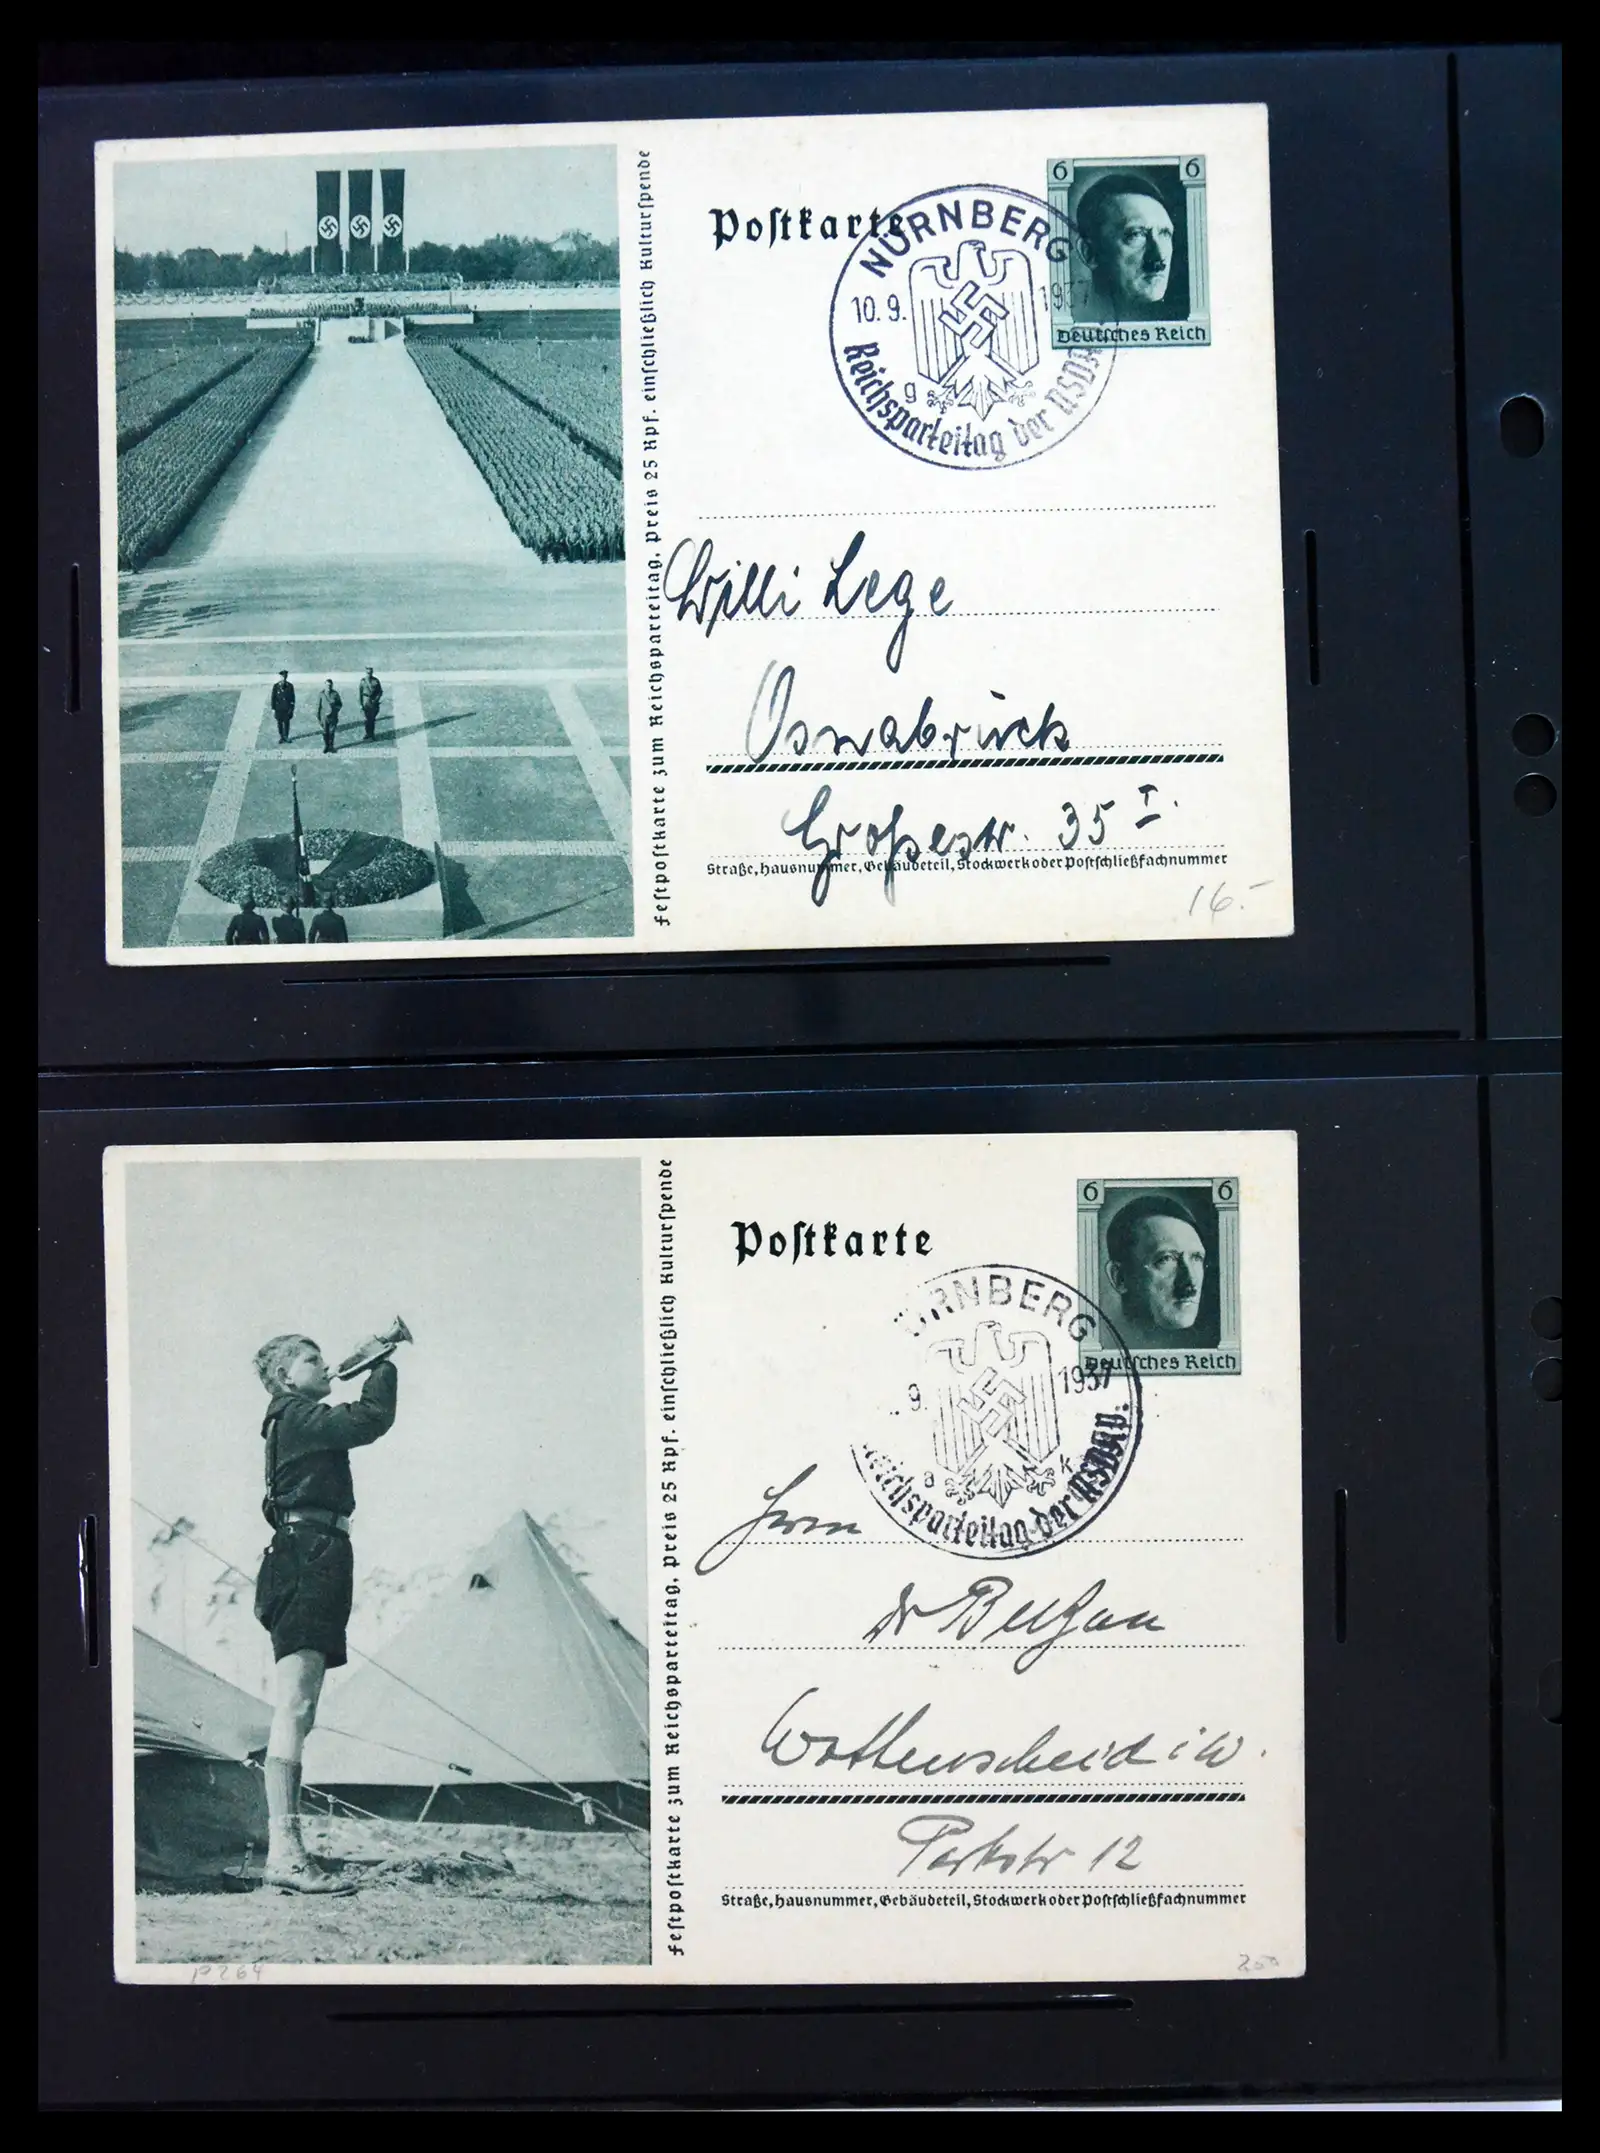 Postkarte
6 6
Deutsches Reich
NÜRNBERG
10. 9. 1937
g
Reichsparteitag der NSDAP
Festpostkarte zum Reichsparteitag, Preis 25 Rpf. einschließlich Kulturspende
Willi Lege
Osnabrück
Großestr. 35 I.
Straße, Hausnummer, Gebäudeteil, Stockwerk oder Postschließfachnummer
16.-
Postkarte
6 6
Deutsches Reich
NÜRNBERG
. 9. 1937
a k
Reichsparteitag der NSDAP.
Festpostkarte zum Reichsparteitag, Preis 25 Rpf. einschließlich Kulturspende
Herrn
Dr
Wattenscheid i W.
Parkstr 12
Straße, Hausnummer, Gebäudeteil, Stockwerk oder Postschließfachnummer
P264